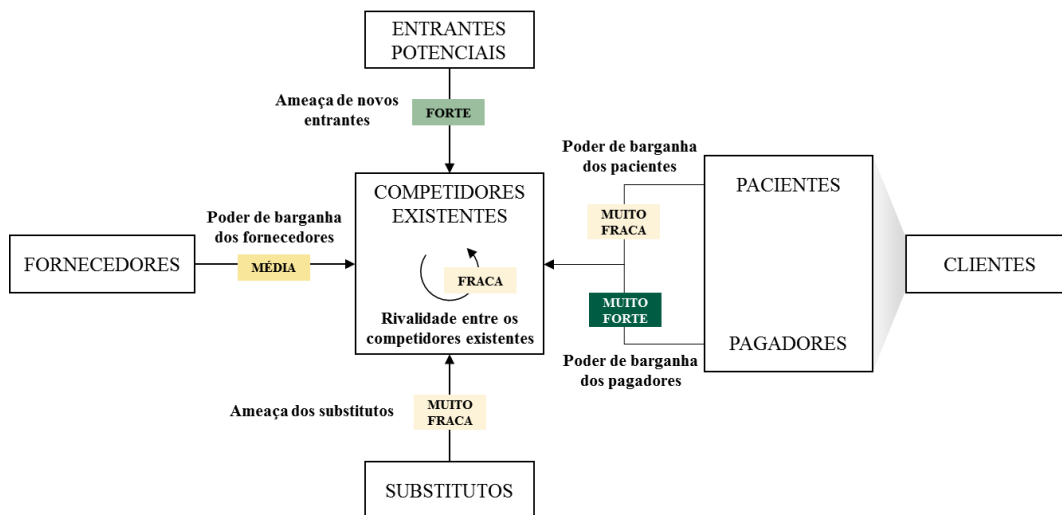 ENTRANTES
POTENCIAIS
Ameaça de novos
entrantes
FORTE
Poder de barganha
dos pacientes
COMPETIDORES
EXISTENTES
PACIENTES
MUITO
FRACA
Poder de barganha
dos fornecedores
FORNECEDORES
MÉDIA
FRACA
CLIENTES
MUITO
FORTE
Rivalidade entre os
competidores existentes
PAGADORES
Poder de barganha
dos pagadores
Ameaça dos substitutos
MUITO
FRACA
SUBSTITUTOS